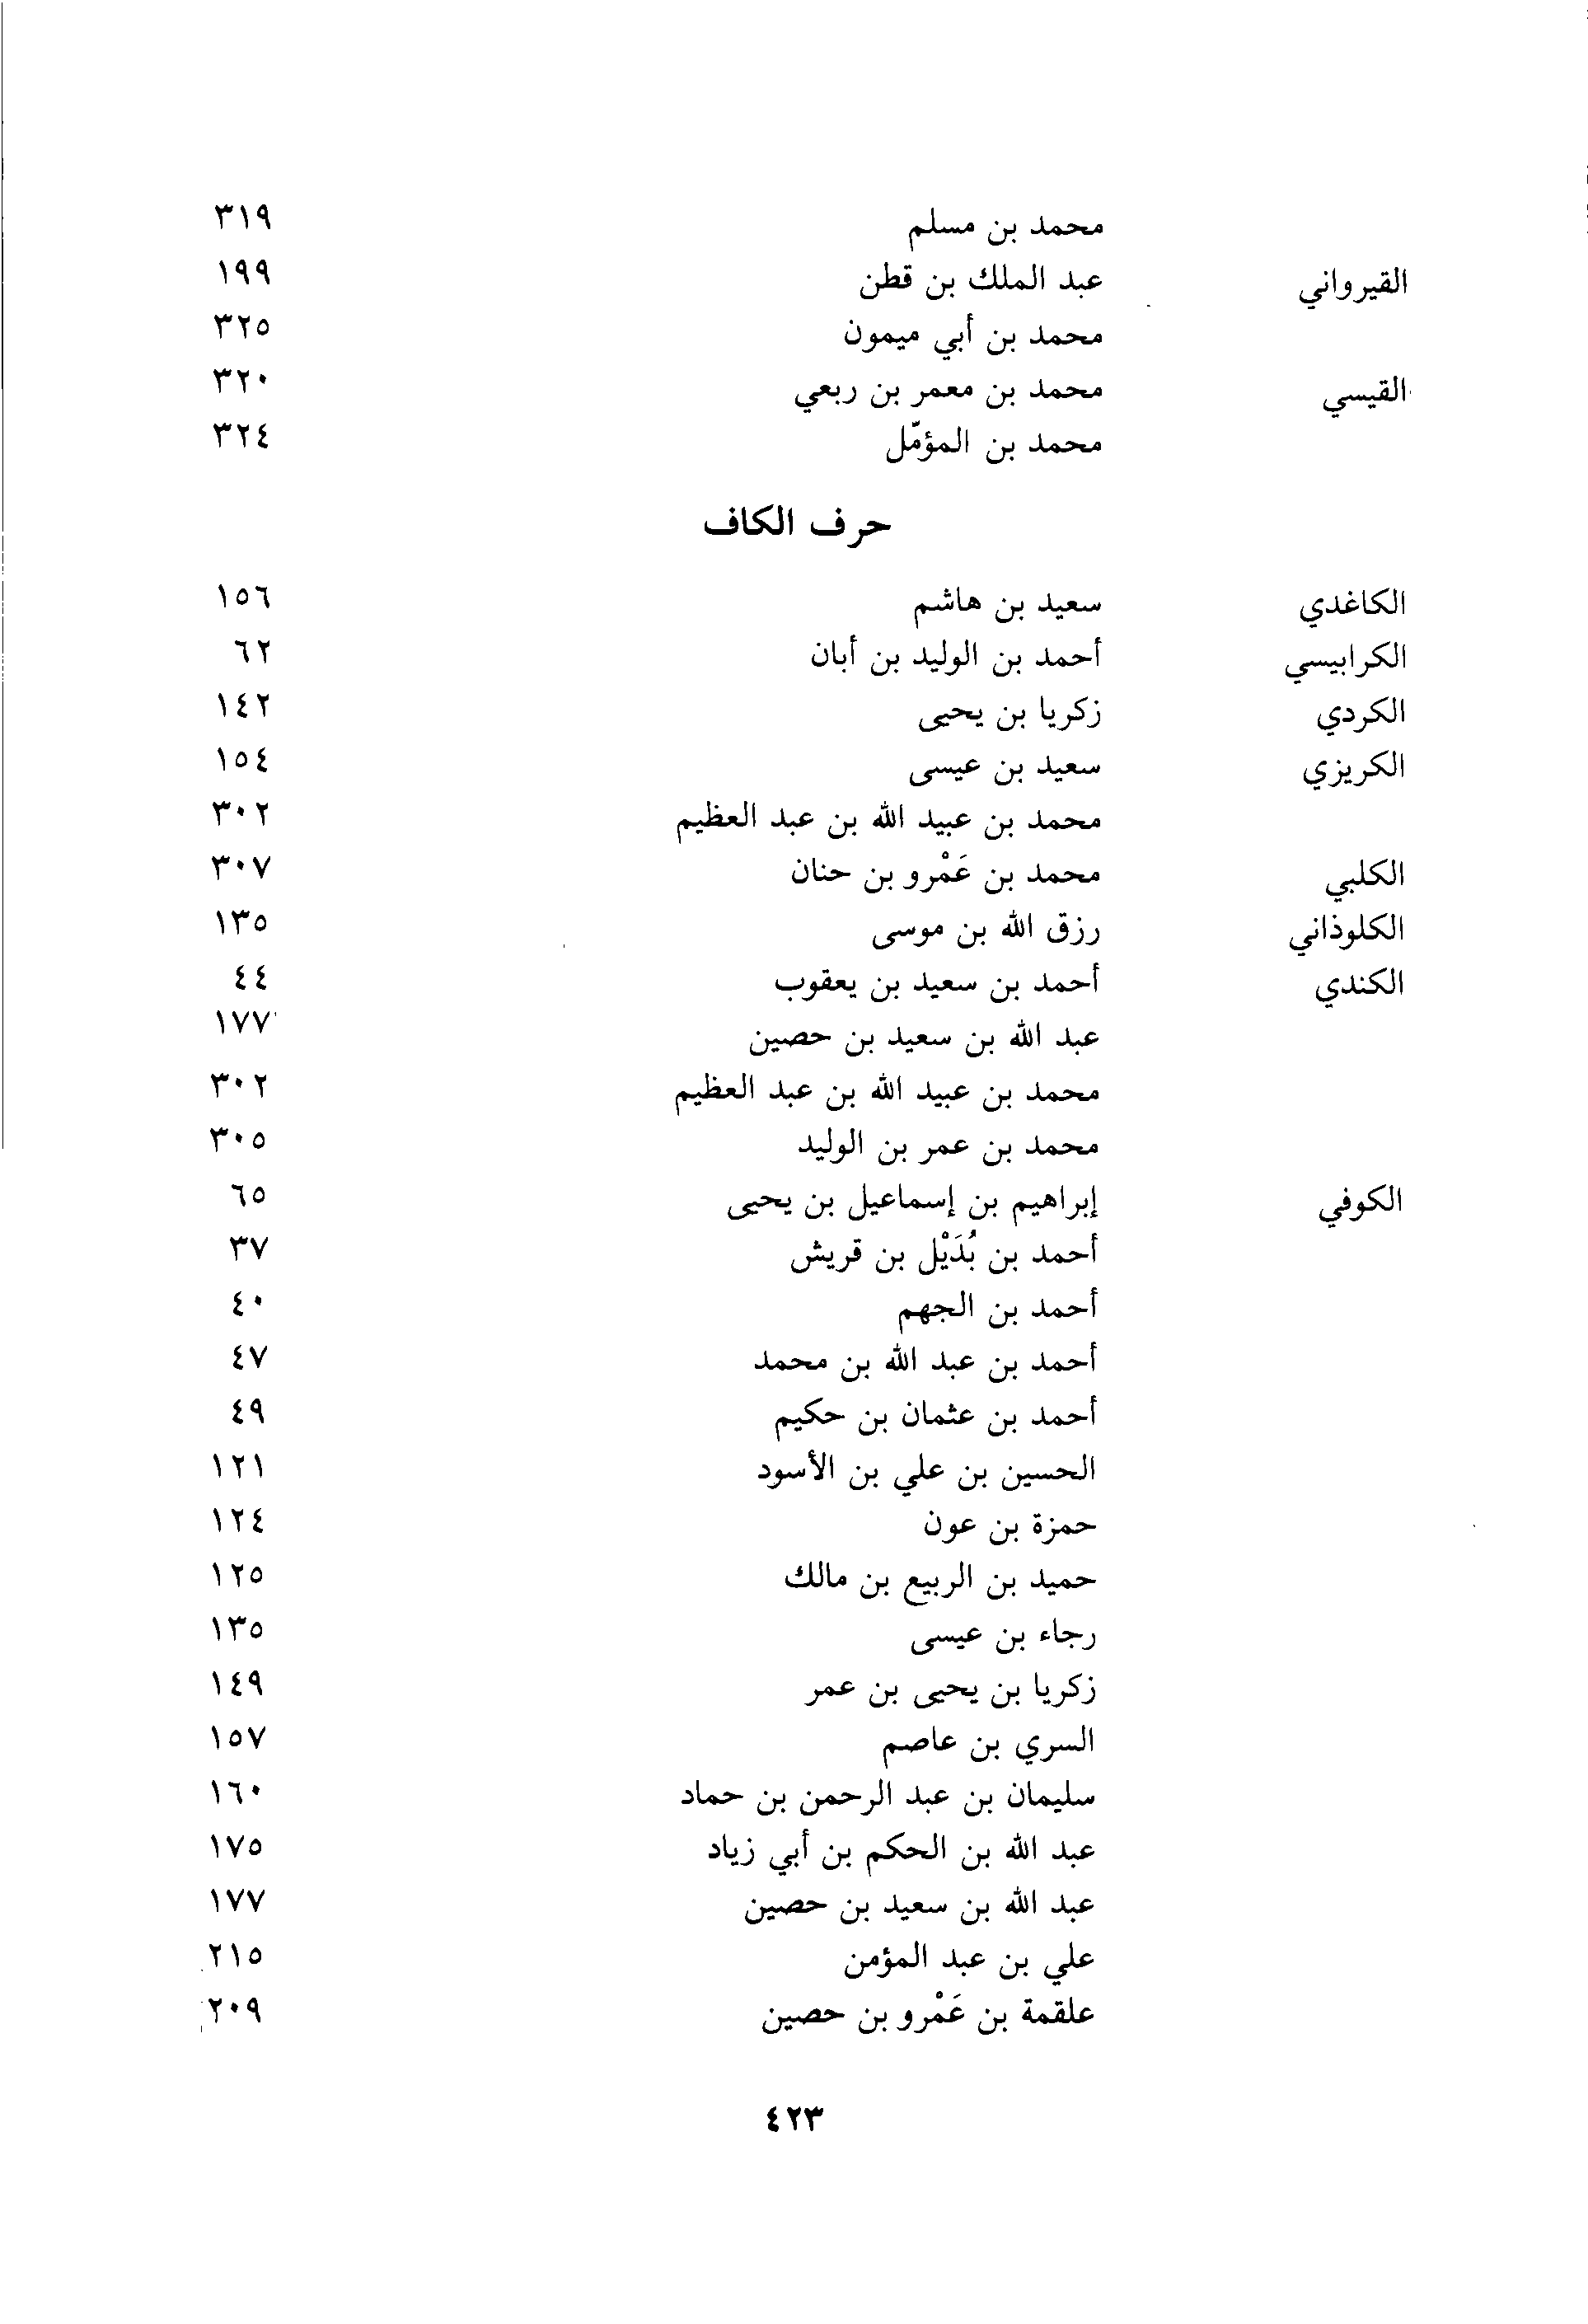 محمد بن مسلم ٣١٩
القيرواني عبد الملك بن قطن ١٩٩
محمد بن أبي ميمون ٣٢٥
القيسي محمد بن معمر بن ربعي ٣٢٠
محمد بن المؤمّل ٣٢٤
حرف الكاف
الكاغدي سعيد بن هاشم ١٥٦
الكرابيسي أحمد بن الوليد بن أبان ٦٢
الكردي زكريا بن يحيى ١٤٢
الكريزي سعيد بن عيسى ١٥٤
محمد بن عبيد الله بن عبد العظيم ٣٠٢
الكلبي محمد بن عَمْرو بن حنان ٣٠٧
الكلوذاني رزق الله بن موسى ١٣٥
الكندي أحمد بن سعيد بن يعقوب ٤٤
عبد الله بن سعيد بن حصين ١٧٧
محمد بن عبيد الله بن عبد العظيم ٣٠٢
محمد بن عمر بن الوليد ٣٠٥
الكوفي إبراهيم بن إسماعيل بن يحيى ٦٥
أحمد بن بُدَيْل بن قريش ٣٧
أحمد بن الجهم ٤٠
أحمد بن عبد الله بن محمد ٤٧
أحمد بن عثمان بن حكيم ٤٩
الحسين بن علي بن الأسود ١٢١
حمزة بن عون ١٢٤
حميد بن الربيع بن مالك ١٢٥
رجاء بن عيسى ١٣٥
زكريا بن يحيى بن عمر ١٤٩
السري بن عاصم ١٥٧
سليمان بن عبد الرحمن بن حماد ١٦٠
عبد الله بن الحكم بن أبي زياد ١٧٥
عبد الله بن سعيد بن حصين ١٧٧
علي بن عبد المؤمن ٢١٥
علقمة بن عَمْرو بن حصين ٢٠٩
٤٢٣